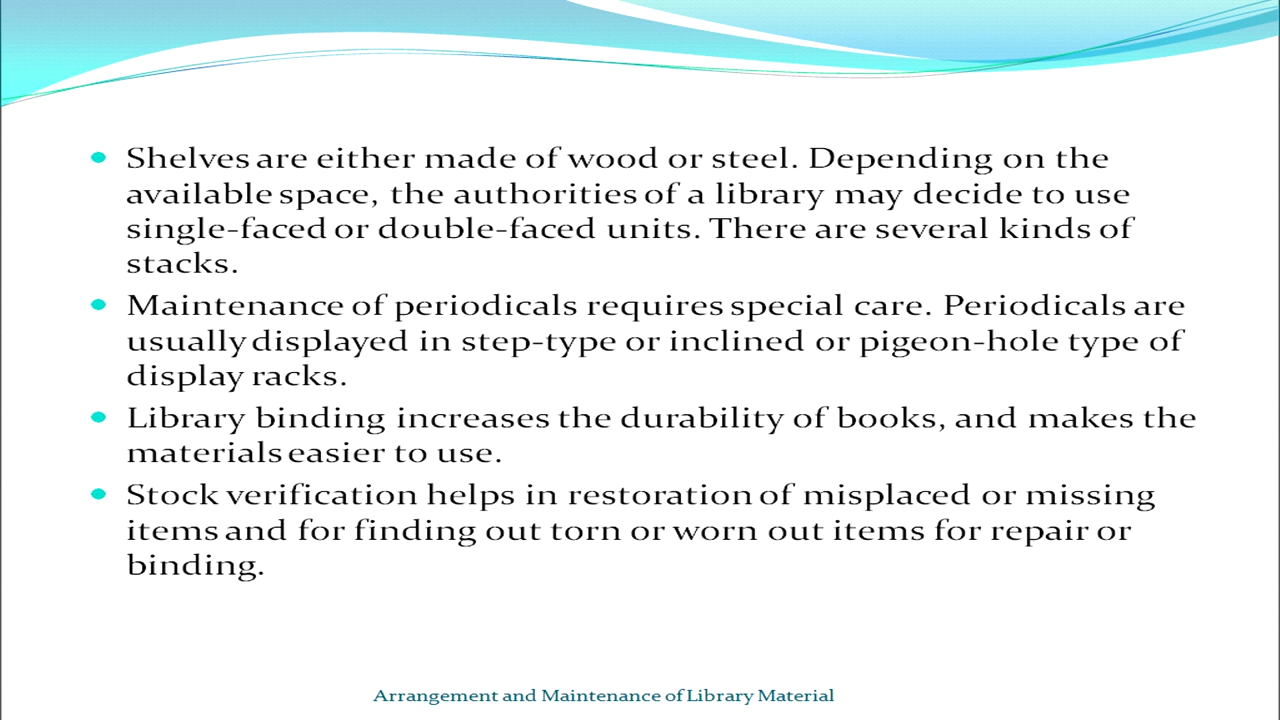 Shelves are either made of wood or steel. Depending on the
available space, the authorities of a library may decide to use
single-faced or double-faced units. There are several kinds of
stacks.
Maintenance of periodicals requires special care. Periodicals are
usually displayed in step-type or inclined or pigeon-hole type of
display racks.
Library binding increases the durability of books, and makes the
materials easier to use.
Stock verification helps in restoration of misplaced or missing
items and for finding out torn or worn out items for repair or
binding.
Arrangement and Maintenance of Library Material